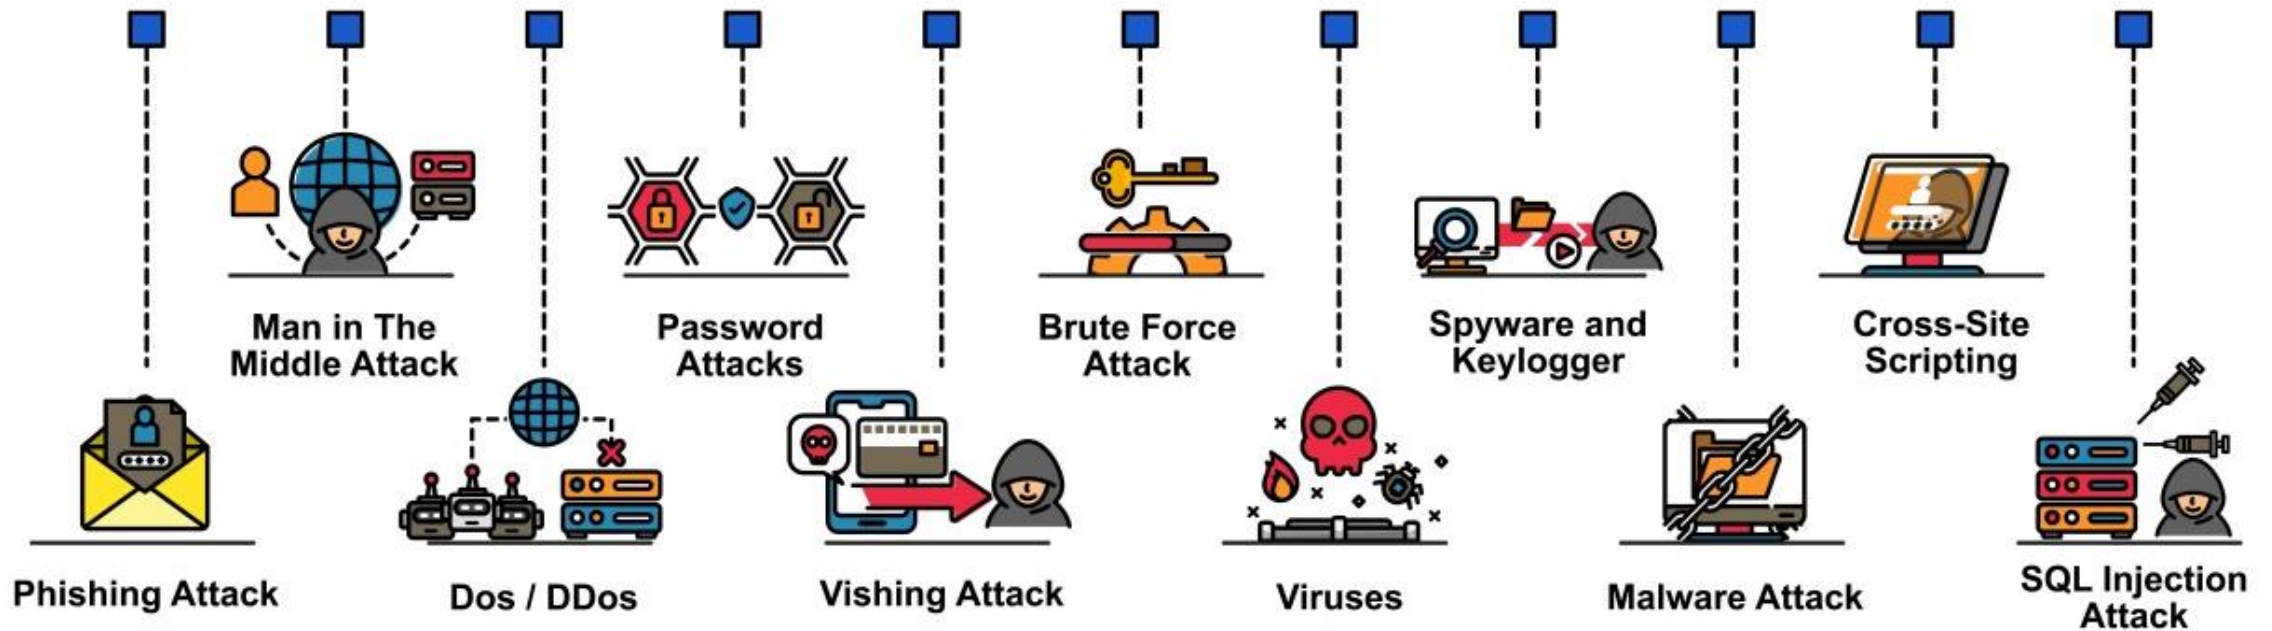 Man in The
Middle Attack
Password
Attacks
Brute Force
Attack
Spyware and
Keylogger
Cross-Site
Scripting
Phishing Attack
Dos / DDos
Vishing Attack
Viruses
Malware Attack
SQL Injection
Attack